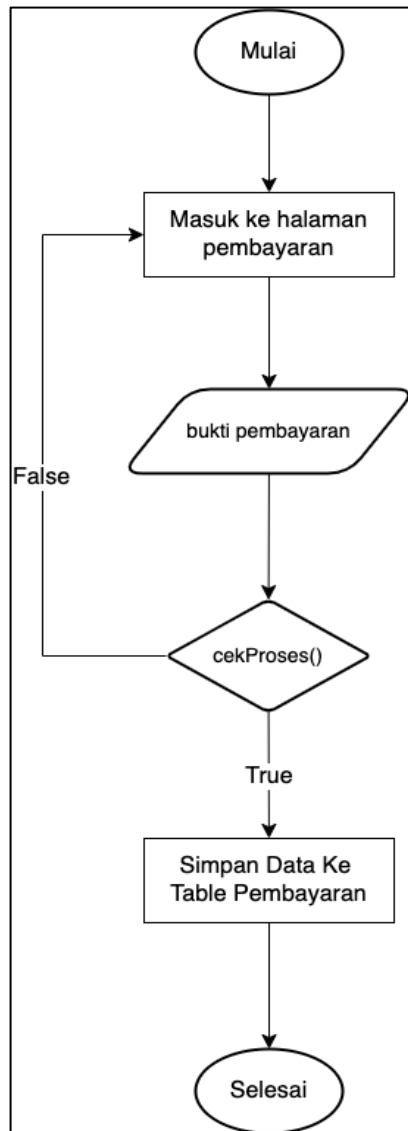 Mulai
Masuk ke halaman
pembayaran
bukti pembayaran
False
cekProses()
True
Simpan Data Ke
Table Pembayaran
Selesai